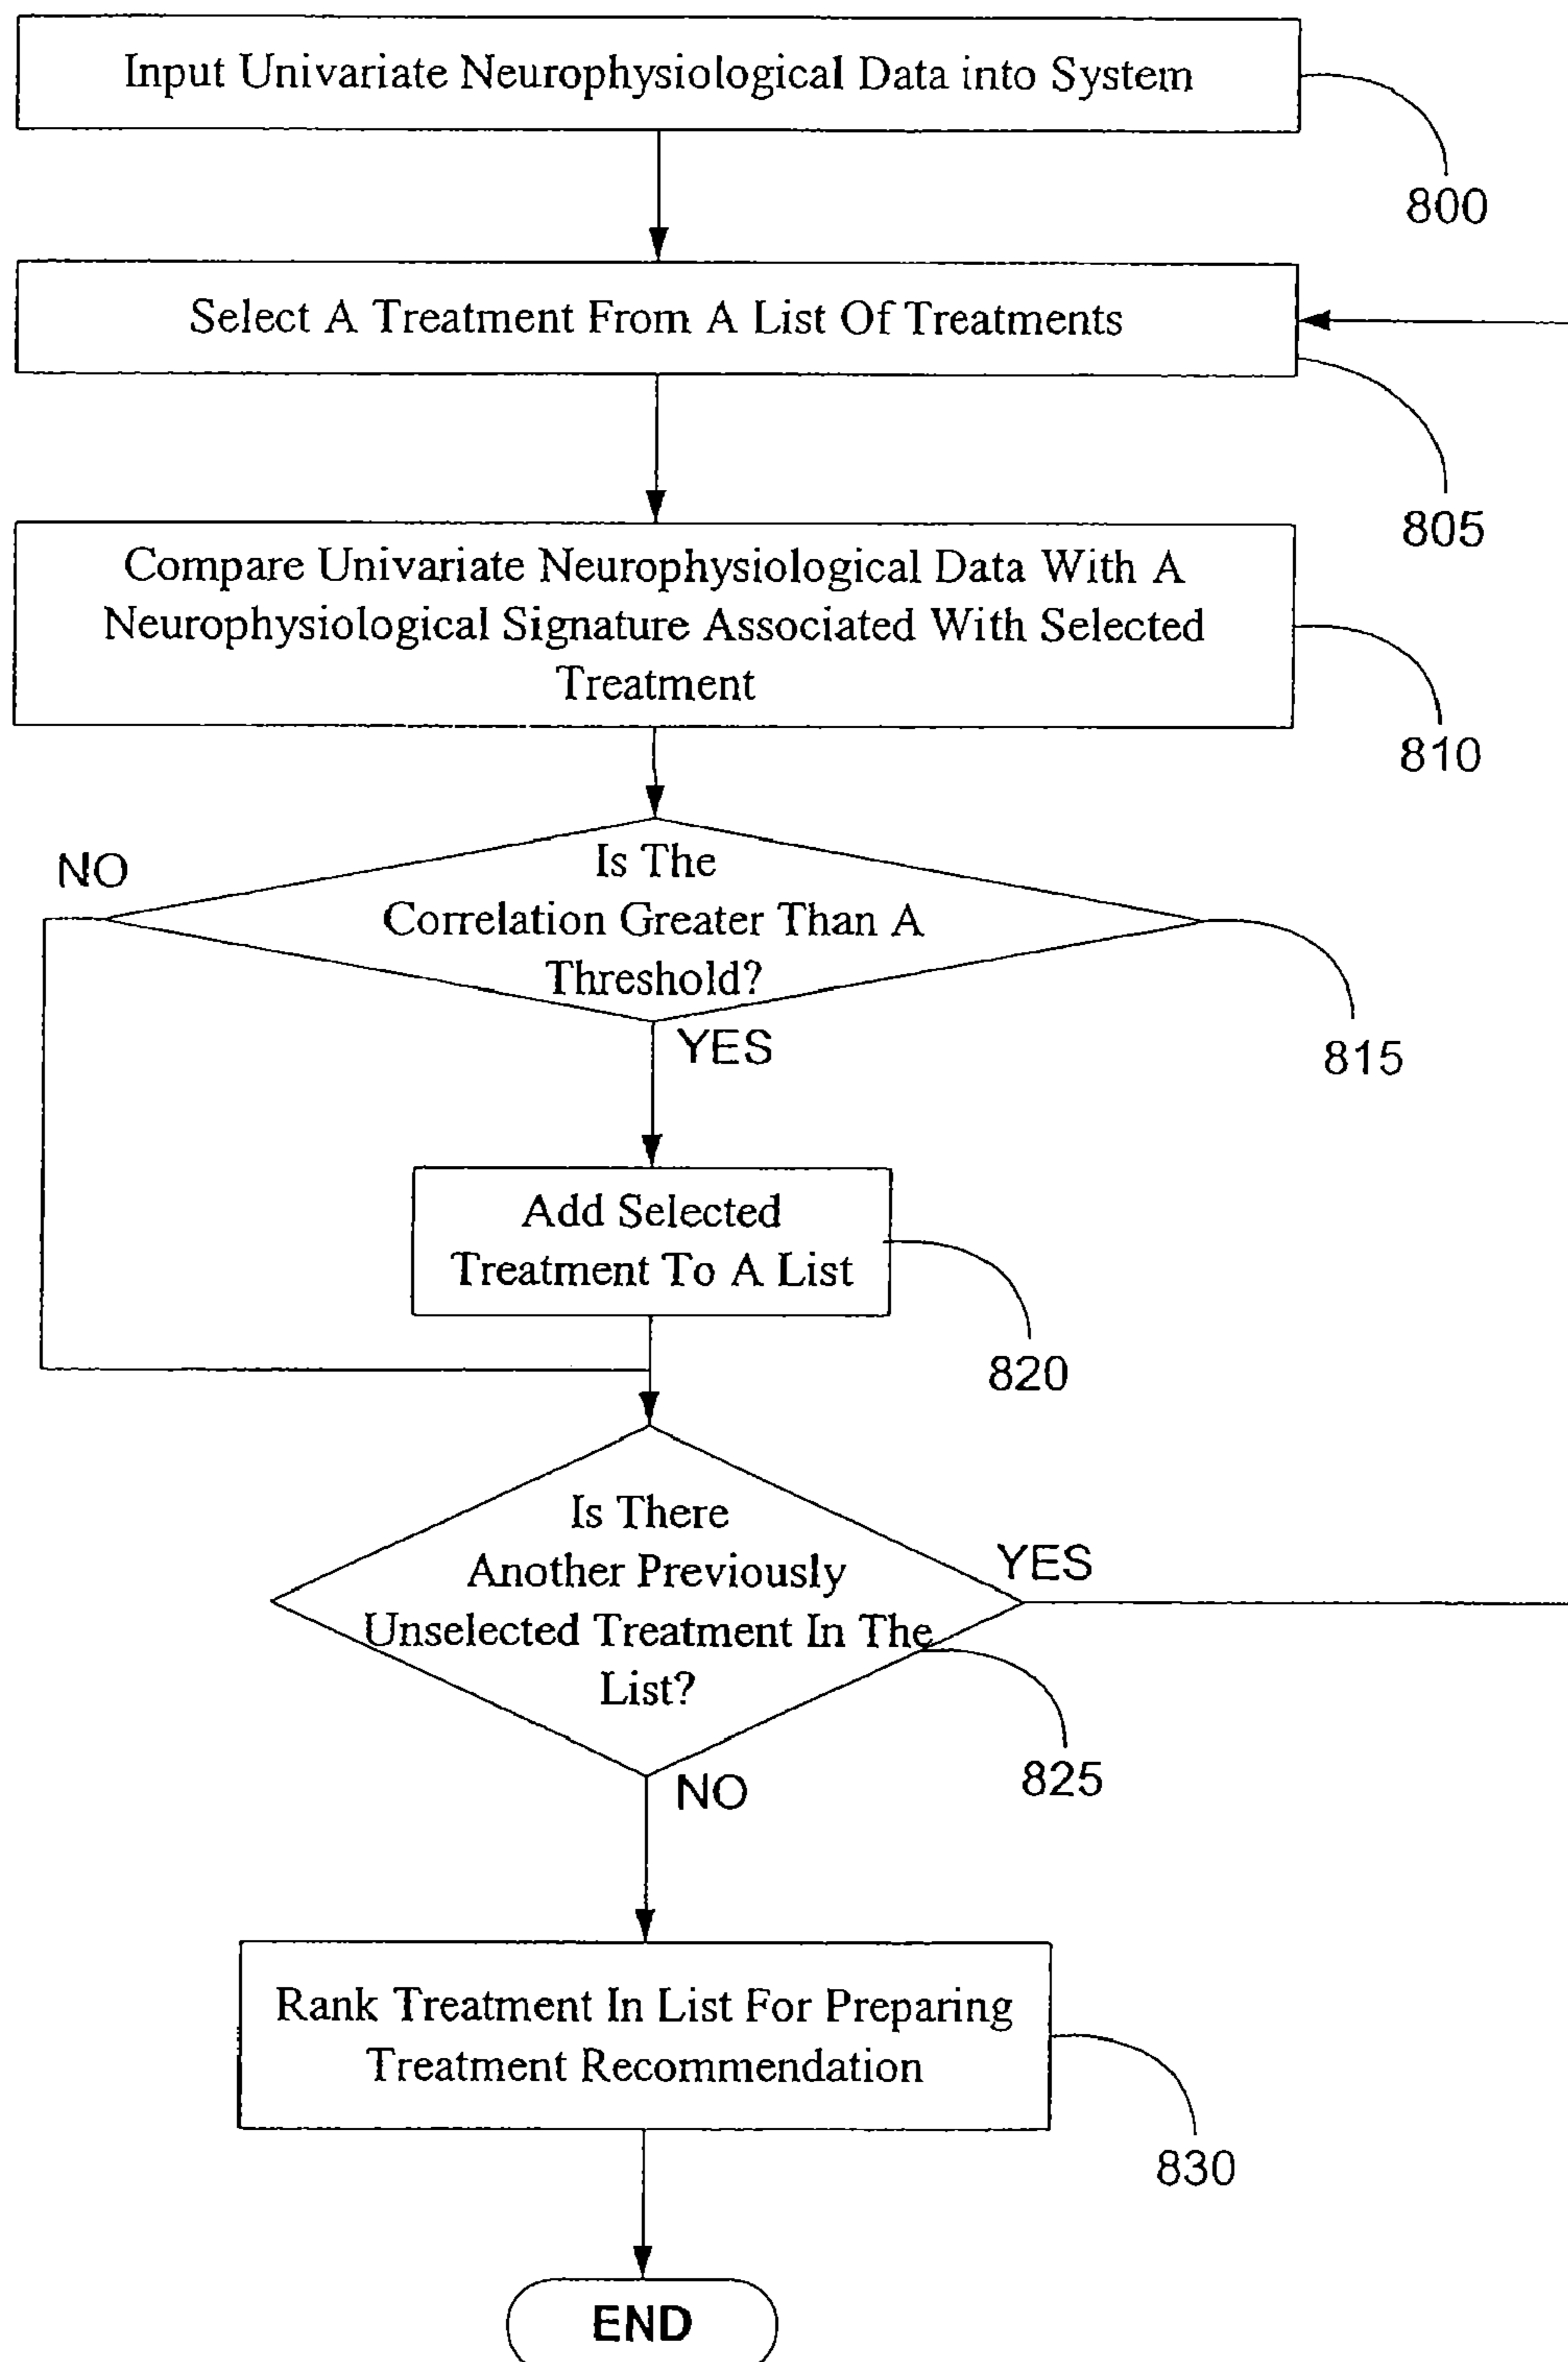 Input Univariate Neurophysiological Data into System
800
Select A Treatment From A List Of Treatments
805
Compare Univariate Neurophysiological Data With A
Neurophysiological Signature Associated With Selected
Treatment
810
NO
Is The
Correlation Greater Than A
Threshold?
YES
815
Add Selected
Treatment To A List
820
Is There
Another Previously
Unselected Treatment In The
List?
YES
825
NO
Rank Treatment In List For Preparing
Treatment Recommendation
830
END